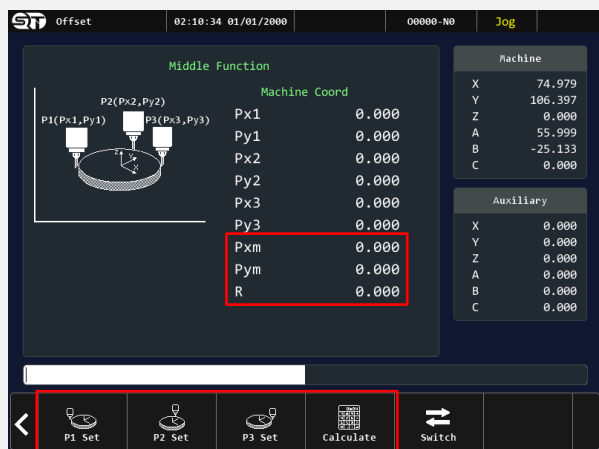 SRT Offset 02:10:34 01/01/2000 O0000-N0 Jog
Middle Function
Machine Coord
P2(Px2,Py2)
P1(Px1,Py1) P3(Px3,Py3)
Z Y X
Px1 0.000
Py1 0.000
Px2 0.000
Py2 0.000
Px3 0.000
Py3 0.000
Pxm 0.000
Pym 0.000
R 0.000
Machine
X 74.979
Y 106.397
Z 0.000
A 55.999
B -25.133
C 0.000
Auxiliary
X 0.000
Y 0.000
Z 0.000
A 0.000
B 0.000
C 0.000
P1 Set P2 Set P3 Set Calculate Switch